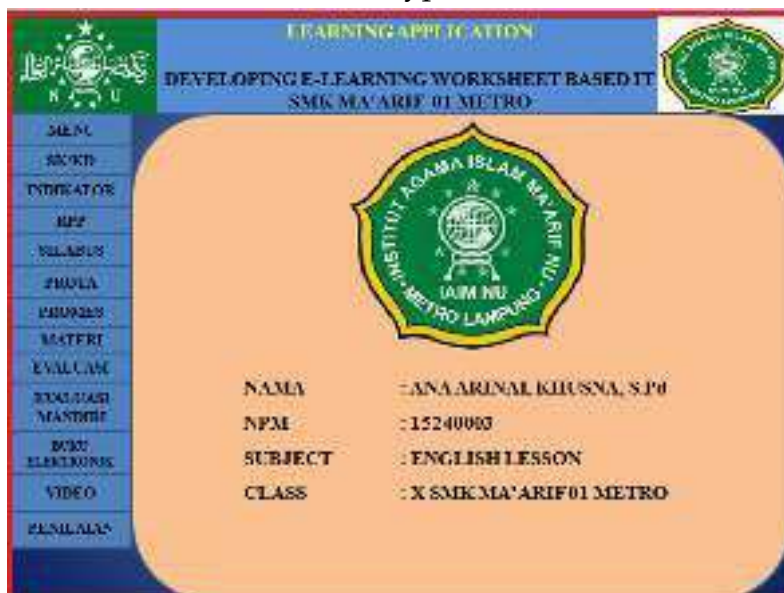 LEARNING APPLICATION
DEVELOPING E-LEARNING WORKSHEET BASED IT
SMK MA'ARIF 01 METRO
N U
MENU
SK/KD
INDIKATOR
RPP
SILABUS
PROTA
PROMES
MATERI
EVALUASI
EVALUASI
MANDIRI
BUKU
ELEKTRONIK
VIDEO
PENILAIAN
INSTITUT AGAMA ISLAM MA'ARIF NU
IAIM NU
METRO LAMPUNG
NAMA : ANA ARINAL KHUSNA, S.Pd
NPM : 15240003
SUBJECT : ENGLISH LESSON
CLASS : X SMK MA'ARIF 01 METRO